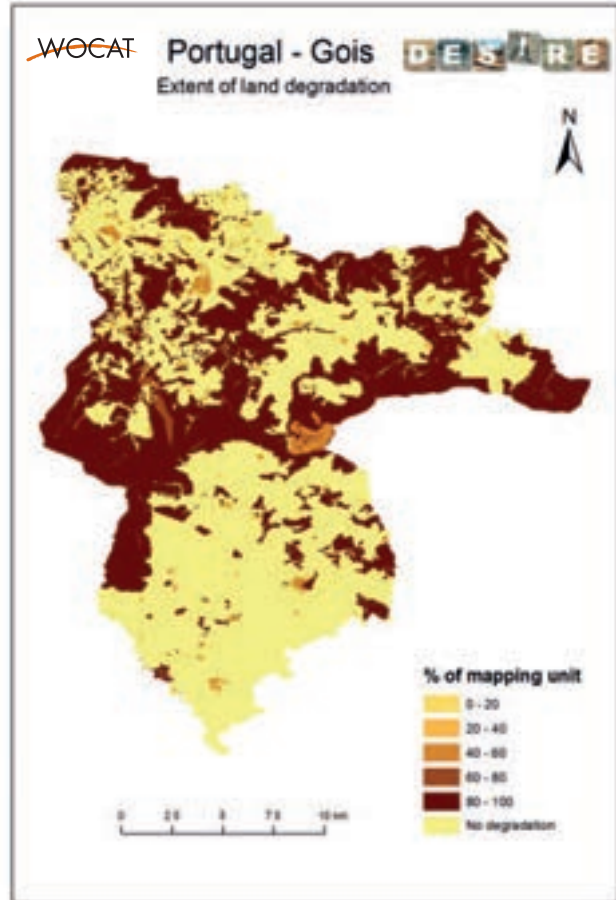 WOCAT
Portugal - Gois
DESIRE
Extent of land degradation
N
% of mapping unit
0 - 20
20 - 40
40 - 60
60 - 80
80 - 100
No degradation
0 2.5 5 7.5 10 km